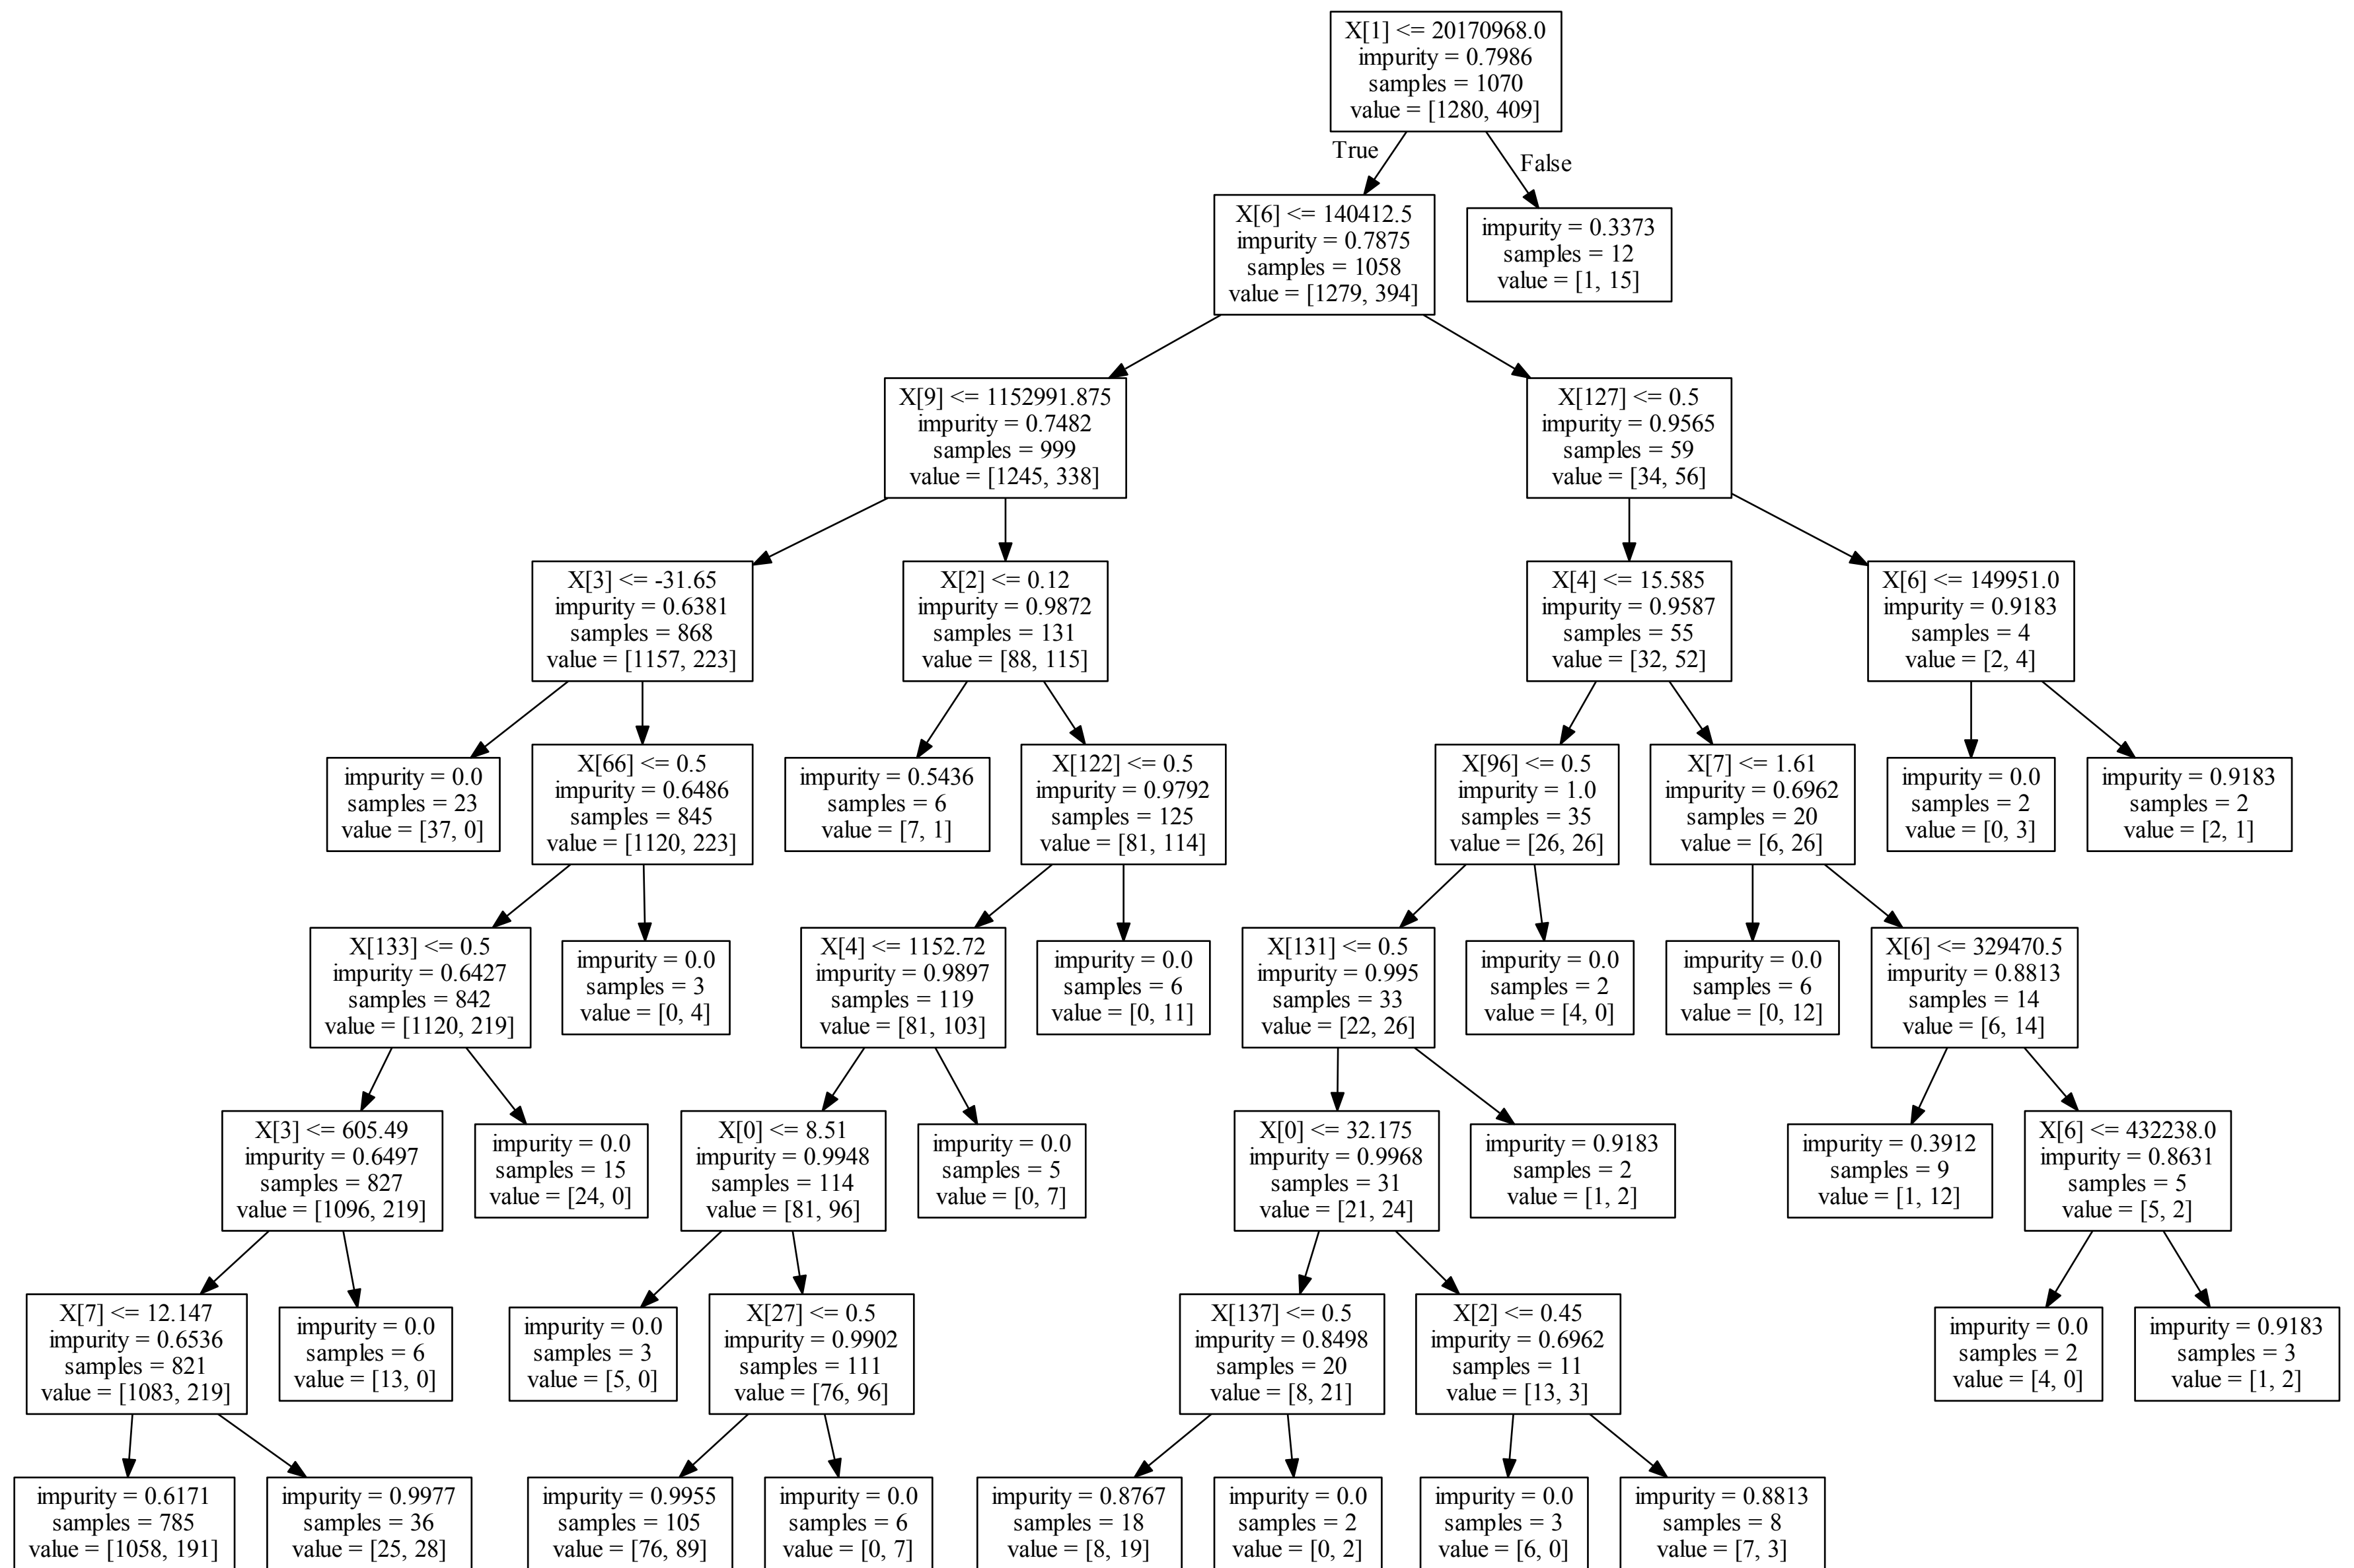 X[1] <= 20170968.0
impurity = 0.7986
samples = 1070
value = [1280, 409]
True
False
X[6] <= 140412.5
impurity = 0.7875
samples = 1058
value = [1279, 394]
impurity = 0.3373
samples = 12
value = [1, 15]
X[9] <= 1152991.875
impurity = 0.7482
samples = 999
value = [1245, 338]
X[127] <= 0.5
impurity = 0.9565
samples = 59
value = [34, 56]
X[3] <= -31.65
impurity = 0.6381
samples = 868
value = [1157, 223]
X[2] <= 0.12
impurity = 0.9872
samples = 131
value = [88, 115]
X[4] <= 15.585
impurity = 0.9587
samples = 55
value = [32, 52]
X[6] <= 149951.0
impurity = 0.9183
samples = 4
value = [2, 4]
impurity = 0.0
samples = 23
value = [37, 0]
X[66] <= 0.5
impurity = 0.6486
samples = 845
value = [1120, 223]
impurity = 0.5436
samples = 6
value = [7, 1]
X[122] <= 0.5
impurity = 0.9792
samples = 125
value = [81, 114]
X[96] <= 0.5
impurity = 1.0
samples = 35
value = [26, 26]
X[7] <= 1.61
impurity = 0.6962
samples = 20
value = [6, 26]
impurity = 0.0
samples = 2
value = [0, 3]
impurity = 0.9183
samples = 2
value = [2, 1]
X[133] <= 0.5
impurity = 0.6427
samples = 842
value = [1120, 219]
impurity = 0.0
samples = 3
value = [0, 4]
X[4] <= 1152.72
impurity = 0.9897
samples = 119
value = [81, 103]
impurity = 0.0
samples = 6
value = [0, 11]
X[131] <= 0.5
impurity = 0.995
samples = 33
value = [22, 26]
impurity = 0.0
samples = 2
value = [4, 0]
impurity = 0.0
samples = 6
value = [0, 12]
X[6] <= 329470.5
impurity = 0.8813
samples = 14
value = [6, 14]
X[3] <= 605.49
impurity = 0.6497
samples = 827
value = [1096, 219]
impurity = 0.0
samples = 15
value = [24, 0]
X[0] <= 8.51
impurity = 0.9948
samples = 114
value = [81, 96]
impurity = 0.0
samples = 5
value = [0, 7]
X[0] <= 32.175
impurity = 0.9968
samples = 31
value = [21, 24]
impurity = 0.9183
samples = 2
value = [1, 2]
impurity = 0.3912
samples = 9
value = [1, 12]
X[6] <= 432238.0
impurity = 0.8631
samples = 5
value = [5, 2]
X[7] <= 12.147
impurity = 0.6536
samples = 821
value = [1083, 219]
impurity = 0.0
samples = 6
value = [13, 0]
impurity = 0.0
samples = 3
value = [5, 0]
X[27] <= 0.5
impurity = 0.9902
samples = 111
value = [76, 96]
X[137] <= 0.5
impurity = 0.8498
samples = 20
value = [8, 21]
X[2] <= 0.45
impurity = 0.6962
samples = 11
value = [13, 3]
impurity = 0.0
samples = 2
value = [4, 0]
impurity = 0.9183
samples = 3
value = [1, 2]
impurity = 0.6171
samples = 785
value = [1058, 191]
impurity = 0.9977
samples = 36
value = [25, 28]
impurity = 0.9955
samples = 105
value = [76, 89]
impurity = 0.0
samples = 6
value = [0, 7]
impurity = 0.8767
samples = 18
value = [8, 19]
impurity = 0.0
samples = 2
value = [0, 2]
impurity = 0.0
samples = 3
value = [6, 0]
impurity = 0.8813
samples = 8
value = [7, 3]